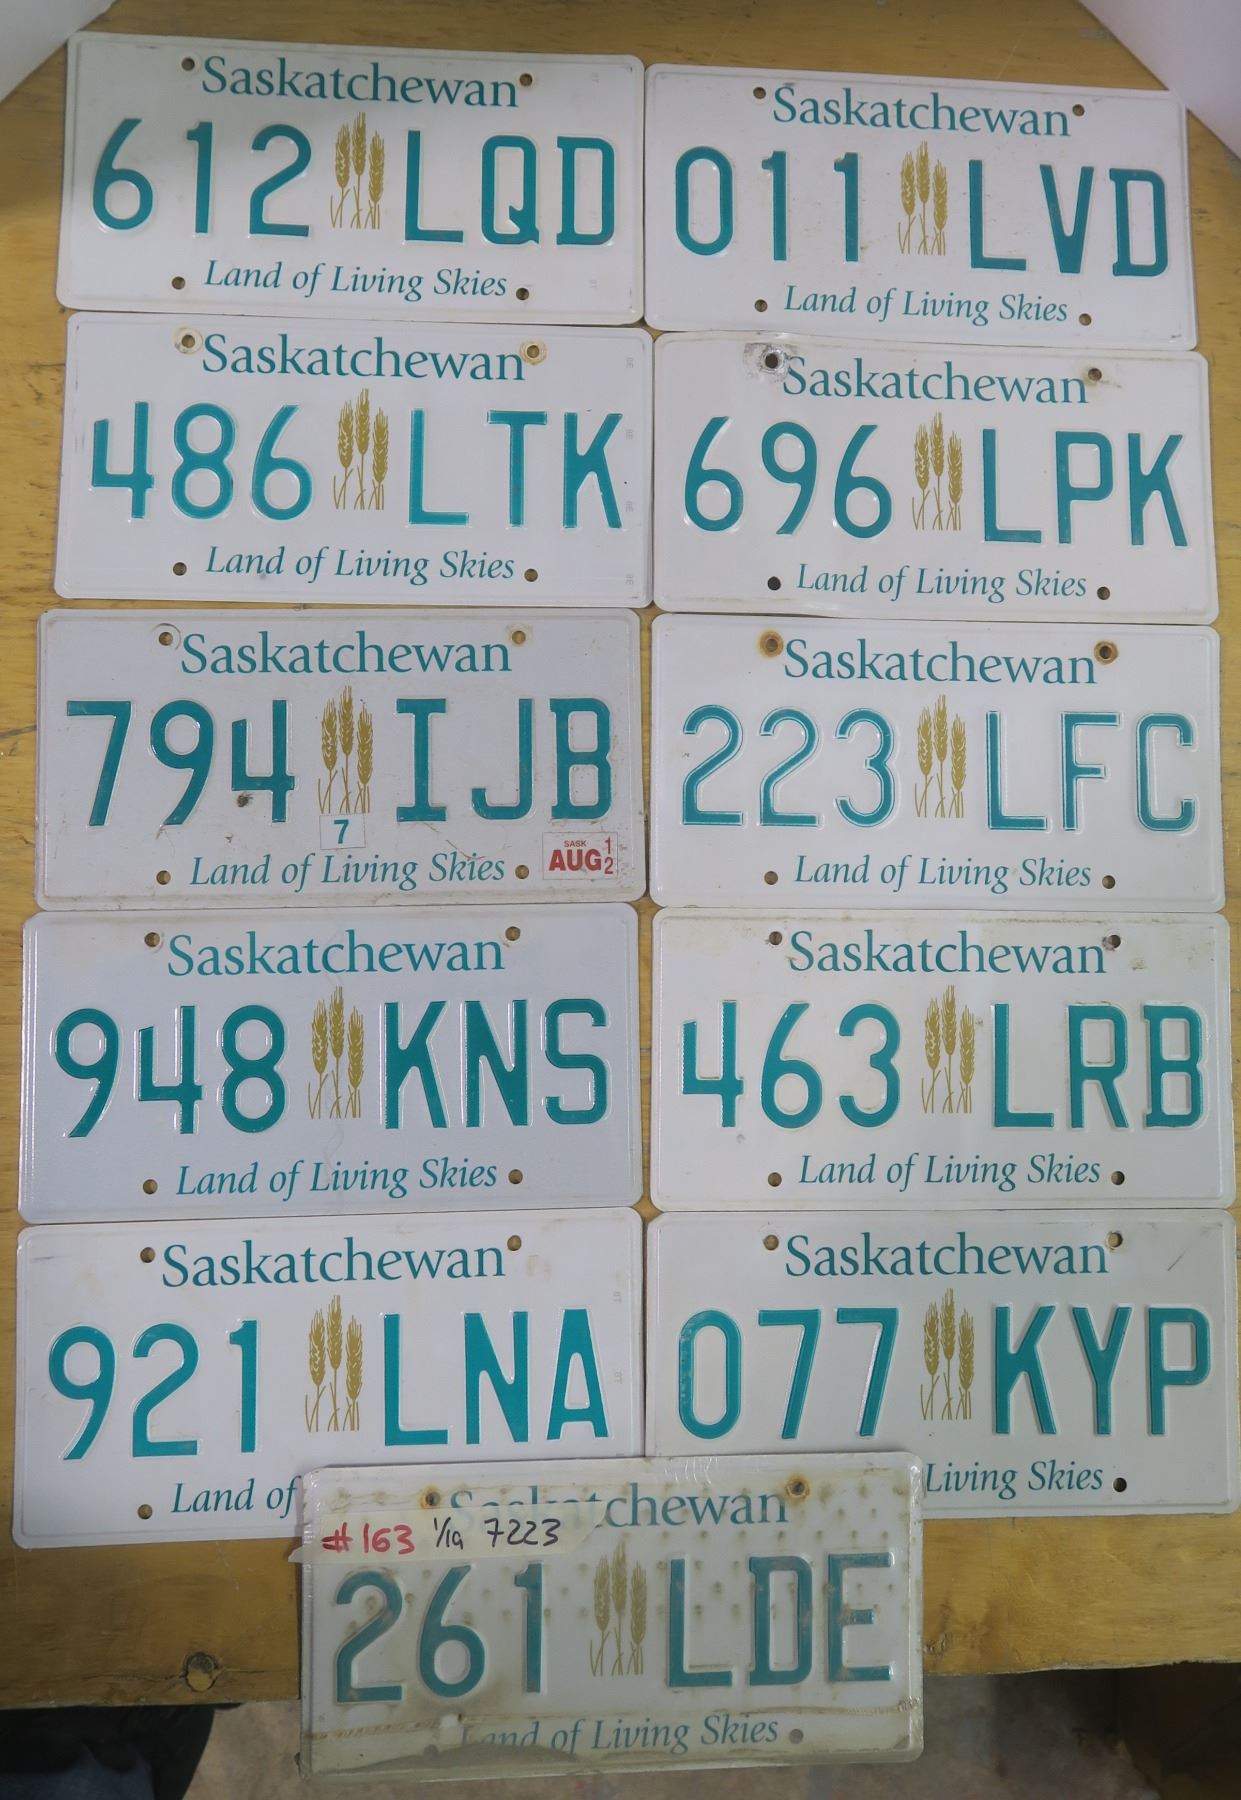 Saskatchewan
612 LQD
Land of Living Skies
Saskatchewan
011 LVD
Land of Living Skies
Saskatchewan
486 LTK
Land of Living Skies
Saskatchewan
696 LPK
Land of Living Skies
Saskatchewan
794 IJB
7
SASK
AUG 12
Land of Living Skies
Saskatchewan
223 LFC
Land of Living Skies
Saskatchewan
948 KNS
Land of Living Skies
Saskatchewan
463 LRB
Land of Living Skies
Saskatchewan
921 LNA
Land of
Saskatchewan
077 KYP
Living Skies
Saskatchewan
#163 1/19 7223
261 LDE
Land of Living Skies